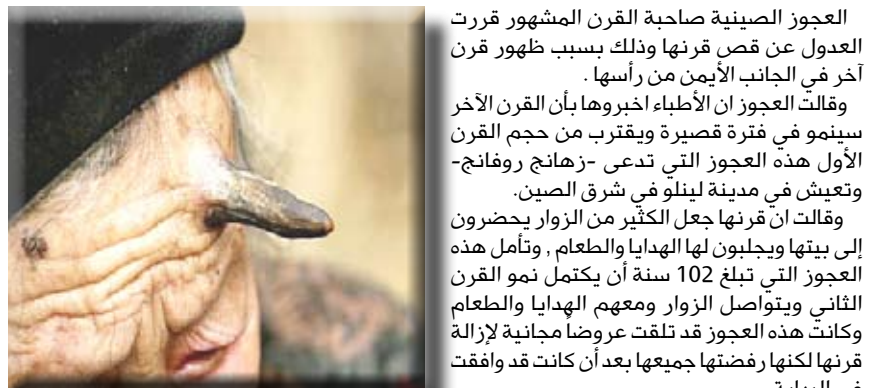 العجوز الصينية صاحبة القرن المشهور قررت
العدول عن قص قرنها وذلك بسبب ظهور قرن
آخر في الجانب الأيمن من رأسها .
وقالت العجوز ان الأطباء اخبروها بأن القرن الآخر
سينمو في فترة قصيرة ويقترب من حجم القرن
الأول هذه العجوز التي تدعى -زهانج روفانج-
وتعيش في مدينة لينلو في شرق الصين.
وقالت ان قرنها جعل الكثير من الزوار يحضرون
إلى بيتها ويجلبون لها الهدايا والطعام , وتأمل هذه
العجوز التي تبلغ 102 سنة أن يكتمل نمو القرن
الثاني ويتواصل الزوار ومعهم الهدايا والطعام
وكانت هذه العجوز قد تلقت عروضاً مجانية لإزالة
قرنها لكنها رفضتها جميعها بعد أن كانت قد وافقت